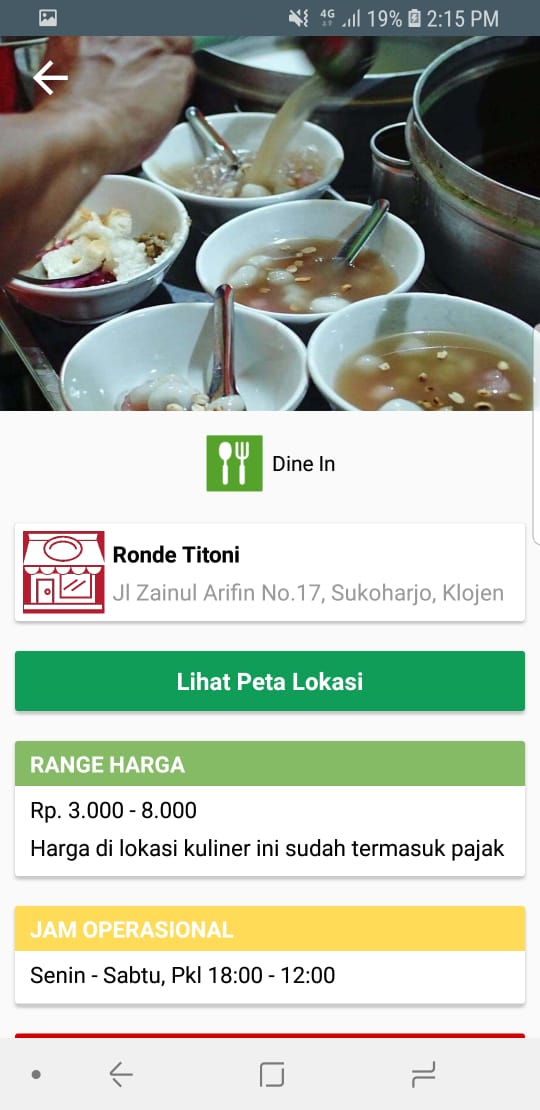 4G 19% 2:15 PM
Dine In
Ronde Titoni
Jl Zainul Arifin No.17, Sukoharjo, Klojen
Lihat Peta Lokasi
RANGE HARGA
Rp. 3.000 - 8.000
Harga di lokasi kuliner ini sudah termasuk pajak
JAM OPERASIONAL
Senin - Sabtu, Pkl 18:00 - 12:00